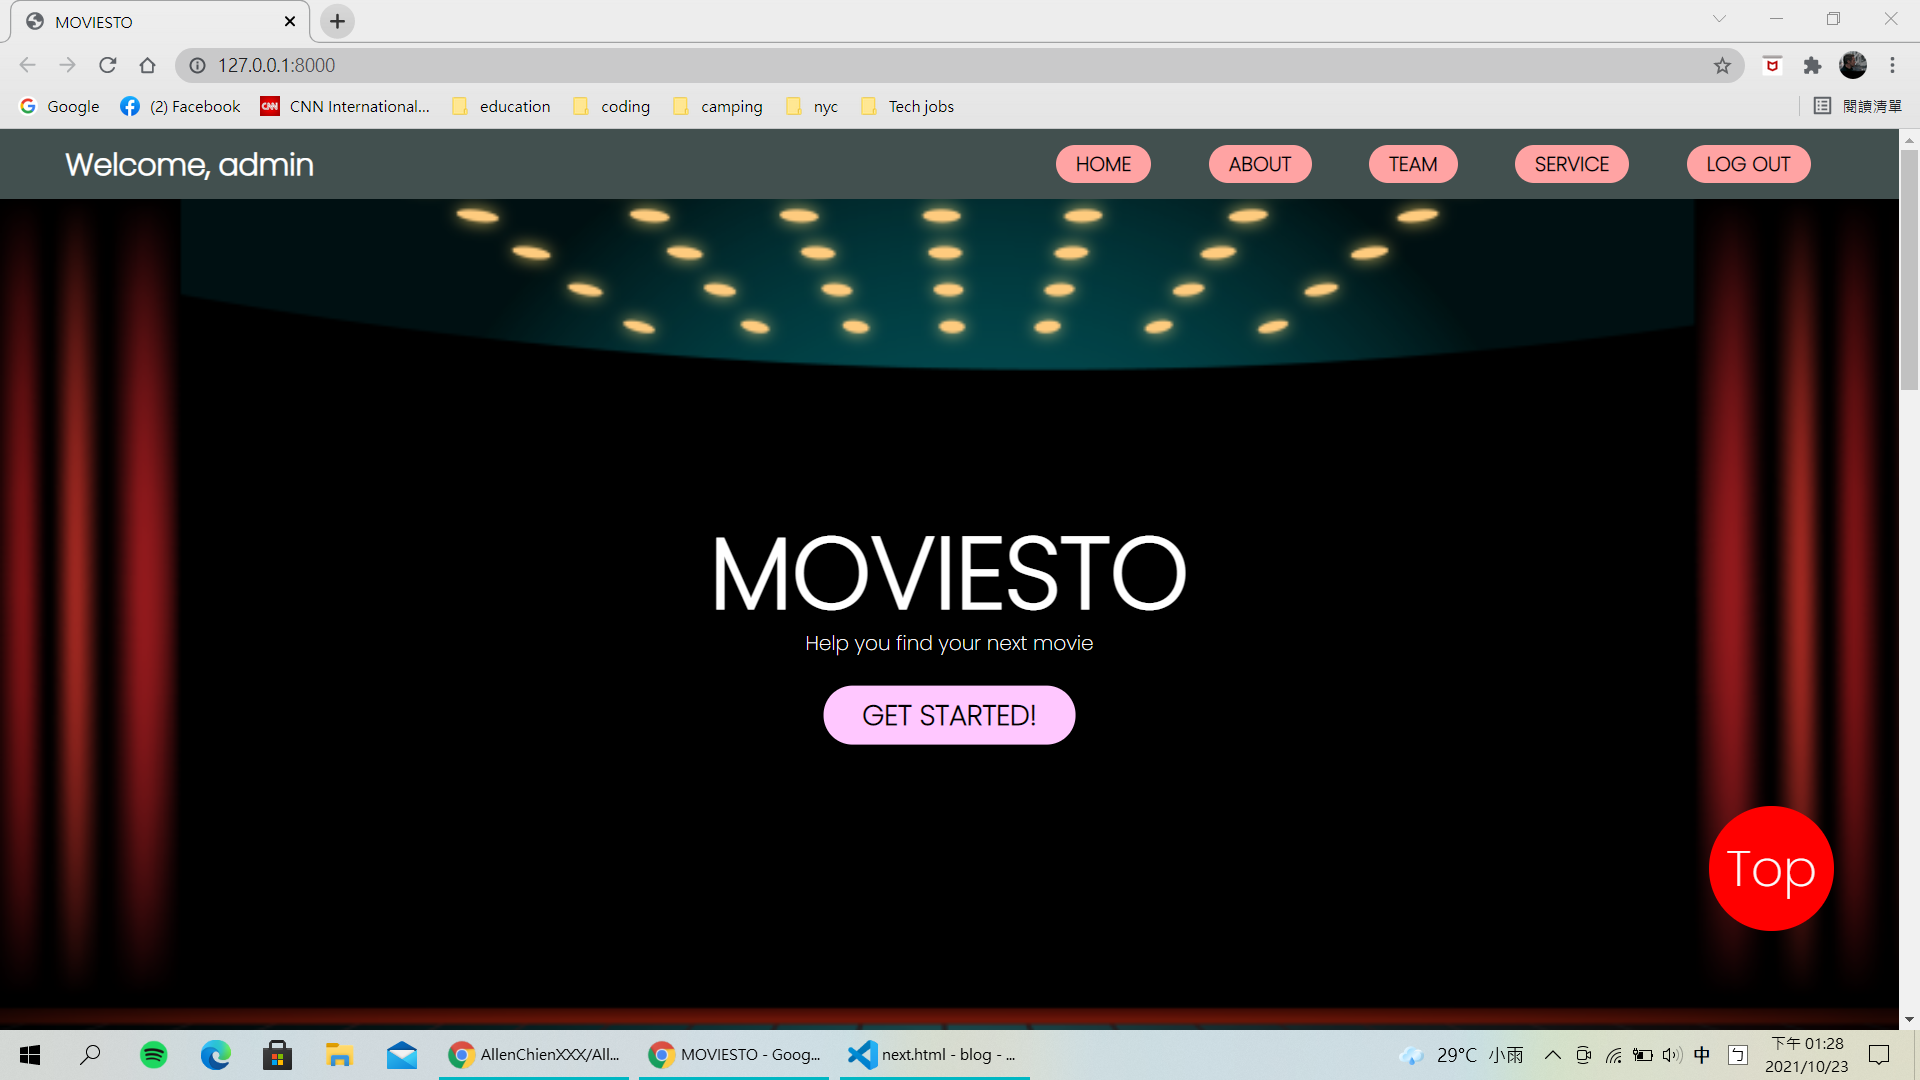 MOVIESTO
127.0.0.1:8000
Google (2) Facebook CNN International... education coding camping nyc Tech jobs 閱讀清單
Welcome, admin HOME ABOUT TEAM SERVICE LOG OUT
MOVIESTO
Help you find your next movie
GET STARTED!
Top
AllenChienXXX/All... MOVIESTO - Goog... next.html - blog - ... 29°C 小雨 中 ㄅ 下午 01:28
2021/10/23